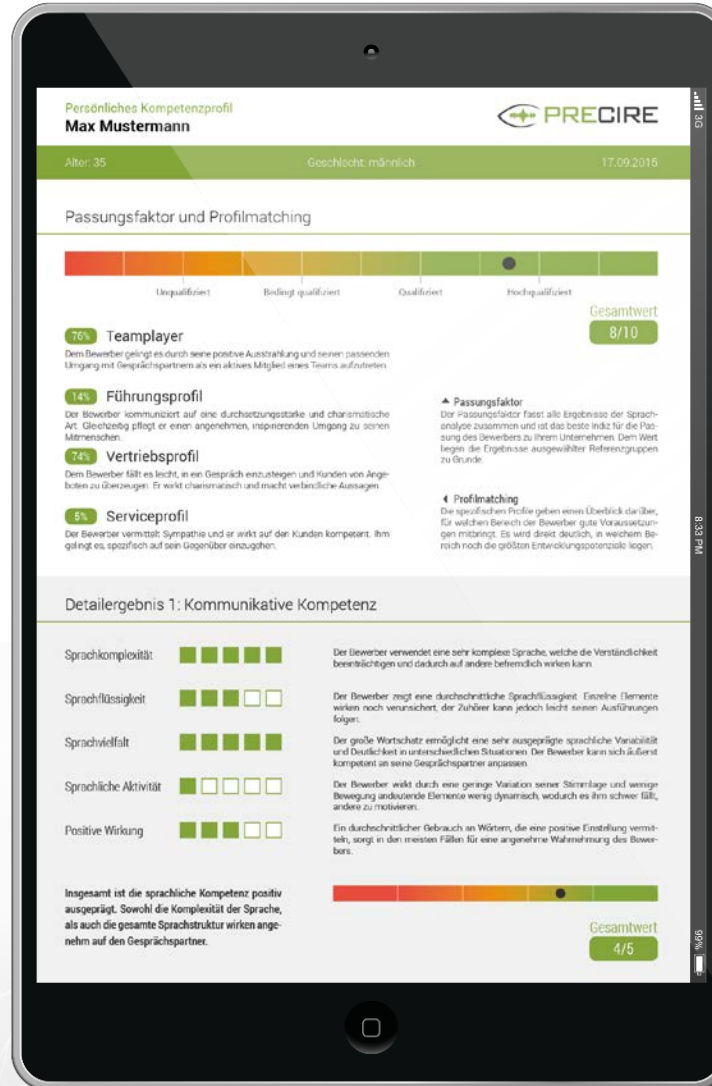 Persönliches Kompetenzprofil
Max Mustermann
PRECIRE
3G
Alter: 35
Geschlecht: männlich
17.09.2015
Passungsfaktor und Profilmatching
Unqualifiziert
Bedingt qualifiziert
Qualifiziert
Hochqualifiziert
Gesamtwert
8/10
76% Teamplayer
Dem Bewerber gelingt es durch seine positive Ausstrahlung und seinen passenden
Umgang mit Gesprächspartnern als ein aktives Mitglied eines Teams aufzutreten.
14% Führungsprofil
Der Bewerber kommuniziert auf eine durchsetzungsstarke und charismatische
Art. Gleichzeitig pflegt er einen angenehmen, inspirierenden Umgang zu seinen
Mitmenschen.
74% Vertriebsprofil
Dem Bewerber fällt es leicht, in ein Gespräch einzusteigen und Kunden von Ange-
boten zu überzeugen. Er wirkt charismatisch und macht verbindliche Aussagen.
5% Serviceprofil
Der Bewerber vermittelt Sympathie und er wirkt auf den Kunden kompetent. Ihm
gelingt es, spezifisch auf sein Gegenüber einzugehen.
Passungsfaktor
Der Passungsfaktor fasst alle Ergebnisse der Sprach-
analyse zusammen und ist das beste Indiz für die Pas-
sung des Bewerbers zu Ihrem Unternehmen. Dem Wert
liegen die Ergebnisse ausgewählter Referenzgruppen
zu Grunde.
Profilmatching
Die spezifischen Profile geben einen Überblick darüber,
für welchen Bereich der Bewerber gute Voraussetzun-
gen mitbringt. Es wird direkt deutlich, in welchem Be-
reich noch die größten Entwicklungspotenziale liegen.
8:33 PM
Detailergebnis 1: Kommunikative Kompetenz
Sprachkomplexität
Der Bewerber verwendet eine sehr komplexe Sprache, welche die Verständlichkeit
beeinträchtigen und dadurch auf andere befremdlich wirken kann.
Sprachflüssigkeit
Der Bewerber zeigt eine durchschnittliche Sprachflüssigkeit. Einzelne Elemente
wirken noch verunsichert, der Zuhörer kann jedoch leicht seinen Ausführungen
folgen.
Sprachvielfalt
Der große Wortschatz ermöglicht eine sehr ausgeprägte sprachliche Variabilität
und Deutlichkeit in unterschiedlichen Situationen. Der Bewerber kann sich äußerst
kompetent an seine Gesprächspartner anpassen.
Sprachliche Aktivität
Der Bewerber wirkt durch eine geringe Variation seiner Stimmlage und wenige
Bewegung andeutende Elemente wenig dynamisch, wodurch es ihm schwer fällt,
andere zu motivieren.
Positive Wirkung
Ein durchschnittlicher Gebrauch an Wörtern, die eine positive Einstellung vermit-
teln, sorgt in den meisten Fällen für eine angenehme Wahrnehmung des Bewer-
bers.
Insgesamt ist die sprachliche Kompetenz positiv
ausgeprägt. Sowohl die Komplexität der Sprache,
als auch die gesamte Sprachstruktur wirken ange-
nehm auf den Gesprächspartner.
Gesamtwert
4/5
99%